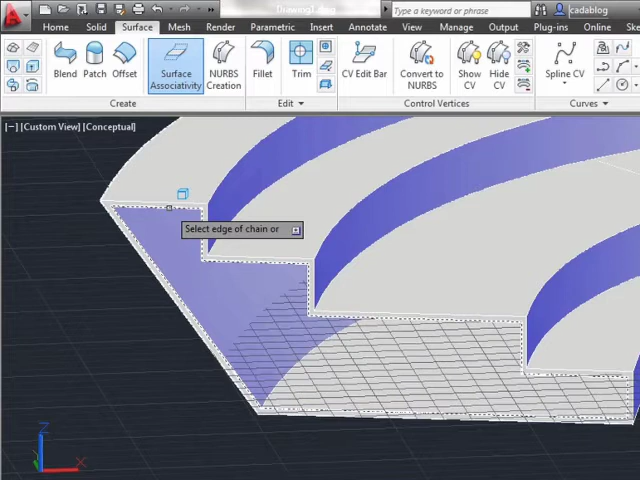 Drawing1.dwg
Type a keyword or phrase
cadablog
Home Solid Surface Mesh Render Parametric Insert Annotate View Manage Output Plug-ins Online
Blend Patch Offset
Surface
Associativity
NURBS
Creation
Fillet
Trim
CV Edit Bar
Convert to
NURBS
Show
CV
Hide
CV
Spline CV
Create
Edit
Control Vertices
Curves
[−] [Custom View] [Conceptual]
Select edge of chain or
Z
X